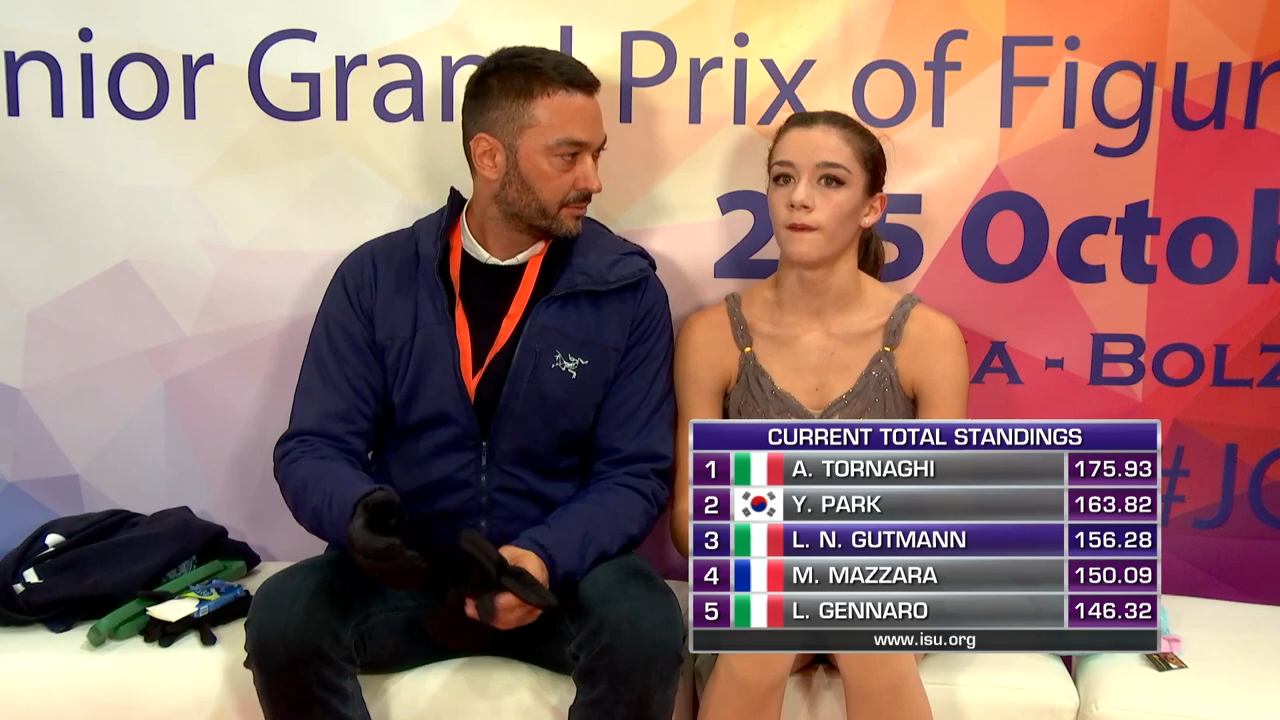 nior Gran Prix of Figur
2 5 Octob
A - BOLZ
# JG
CURRENT TOTAL STANDINGS
1 A. TORNAGHI 175.93
2 Y. PARK 163.82
3 L. N. GUTMANN 156.28
4 M. MAZZARA 150.09
5 L. GENNARO 146.32
www.isu.org